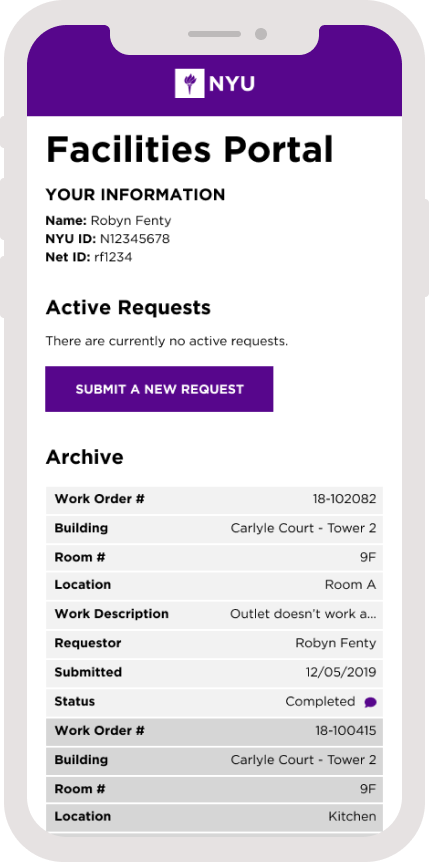 NYU
Facilities Portal
YOUR INFORMATION
Name: Robyn Fenty
NYU ID: N12345678
Net ID: rf1234
Active Requests
There are currently no active requests.
SUBMIT A NEW REQUEST
Archive
Work Order # 18-102082
Building Carlyle Court - Tower 2
Room # 9F
Location Room A
Work Description Outlet doesn't work a...
Requestor Robyn Fenty
Submitted 12/05/2019
Status Completed
Work Order # 18-100415
Building Carlyle Court - Tower 2
Room # 9F
Location Kitchen